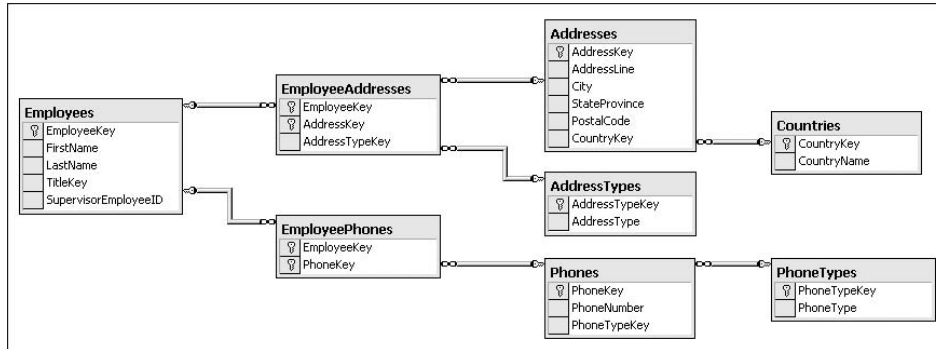 Employees
EmployeeKey
FirstName
LastName
TitleKey
SupervisorEmployeeID
EmployeeAddresses
EmployeeKey
AddressKey
AddressTypeKey
EmployeePhones
EmployeeKey
PhoneKey
Addresses
AddressKey
AddressLine
City
StateProvince
PostalCode
CountryKey
AddressTypes
AddressTypeKey
AddressType
Phones
PhoneKey
PhoneNumber
PhoneTypeKey
Countries
CountryKey
CountryName
PhoneTypes
PhoneTypeKey
PhoneType